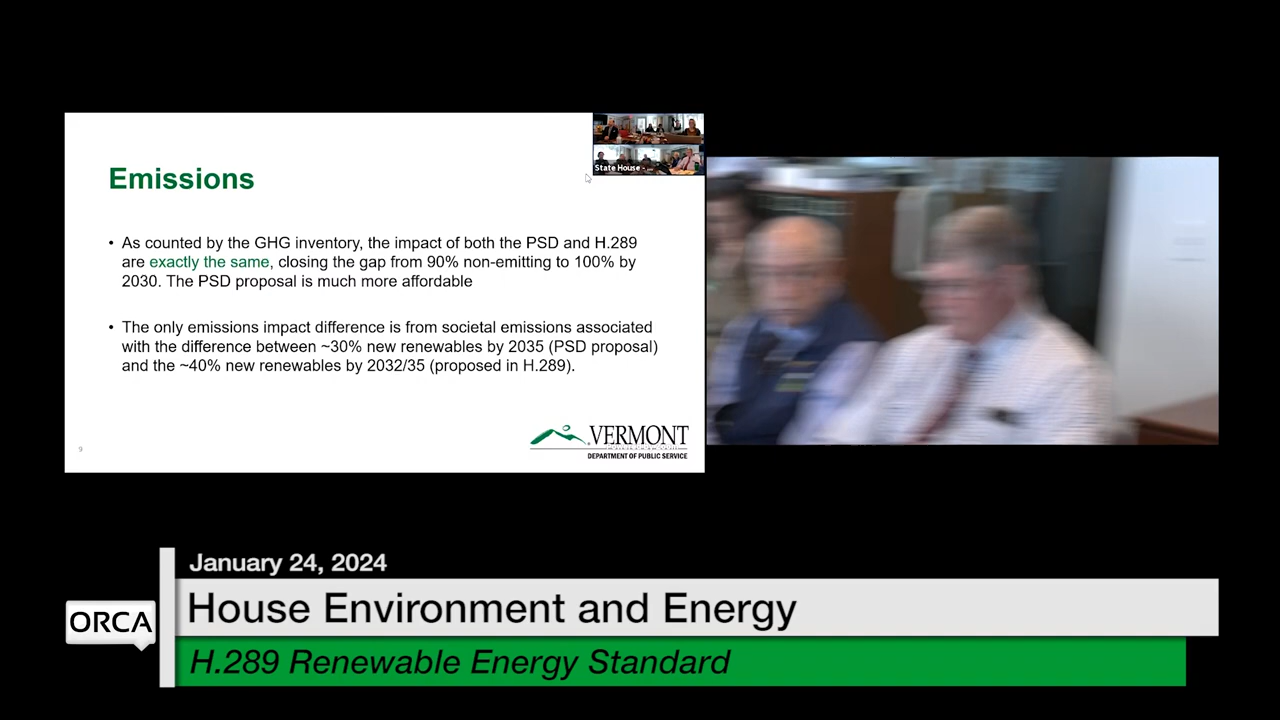 State House
Emissions
• As counted by the GHG inventory, the impact of both the PSD and H.289
are exactly the same, closing the gap from 90% non-emitting to 100% by
2030. The PSD proposal is much more affordable
• The only emissions impact difference is from societal emissions associated
with the difference between ~30% new renewables by 2035 (PSD proposal)
and the ~40% new renewables by 2032/35 (proposed in H.289).
9
VERMONT
DEPARTMENT OF PUBLIC SERVICE
January 24, 2024
ORCA
House Environment and Energy
H.289 Renewable Energy Standard